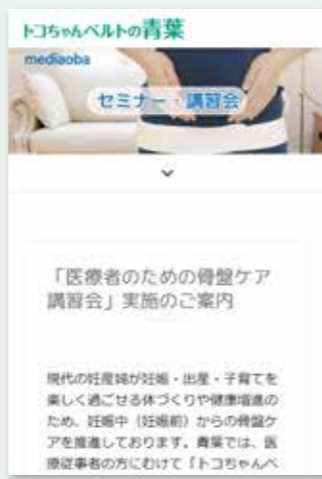 トコちゃんベルトの青葉
mediaoba
セミナー・講習会
「医療者のための骨盤ケア
講習会」実施のご案内
現代の妊産婦が妊娠・出産・子育てを
楽しく過ごせる体づくりや健康増進の
ため、妊娠中（妊娠前）からの骨盤ケ
アを推進しております。青葉では、医
療従事者の方にむけて「トコちゃんベ